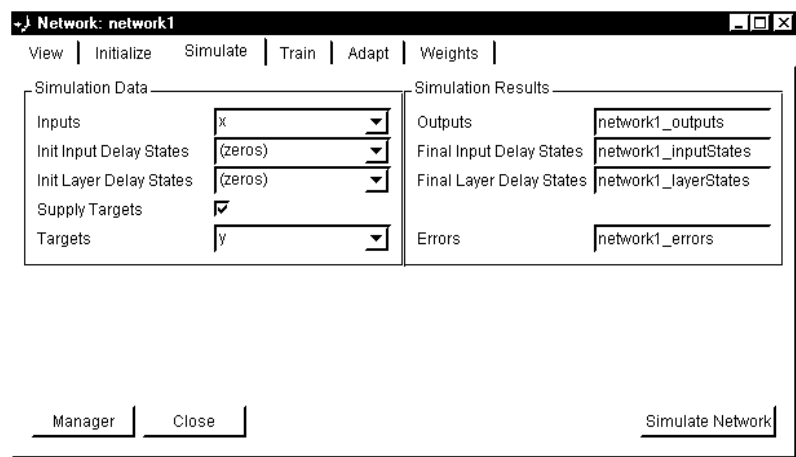 Network: network1
View Initialize Simulate Train Adapt Weights
Simulation Data
Inputs x
Init Input Delay States (zeros)
Init Layer Delay States (zeros)
Supply Targets
Targets y
Simulation Results
Outputs network1_outputs
Final Input Delay States network1_inputStates
Final Layer Delay States network1_layerStates
Errors network1_errors
Manager Close Simulate Network